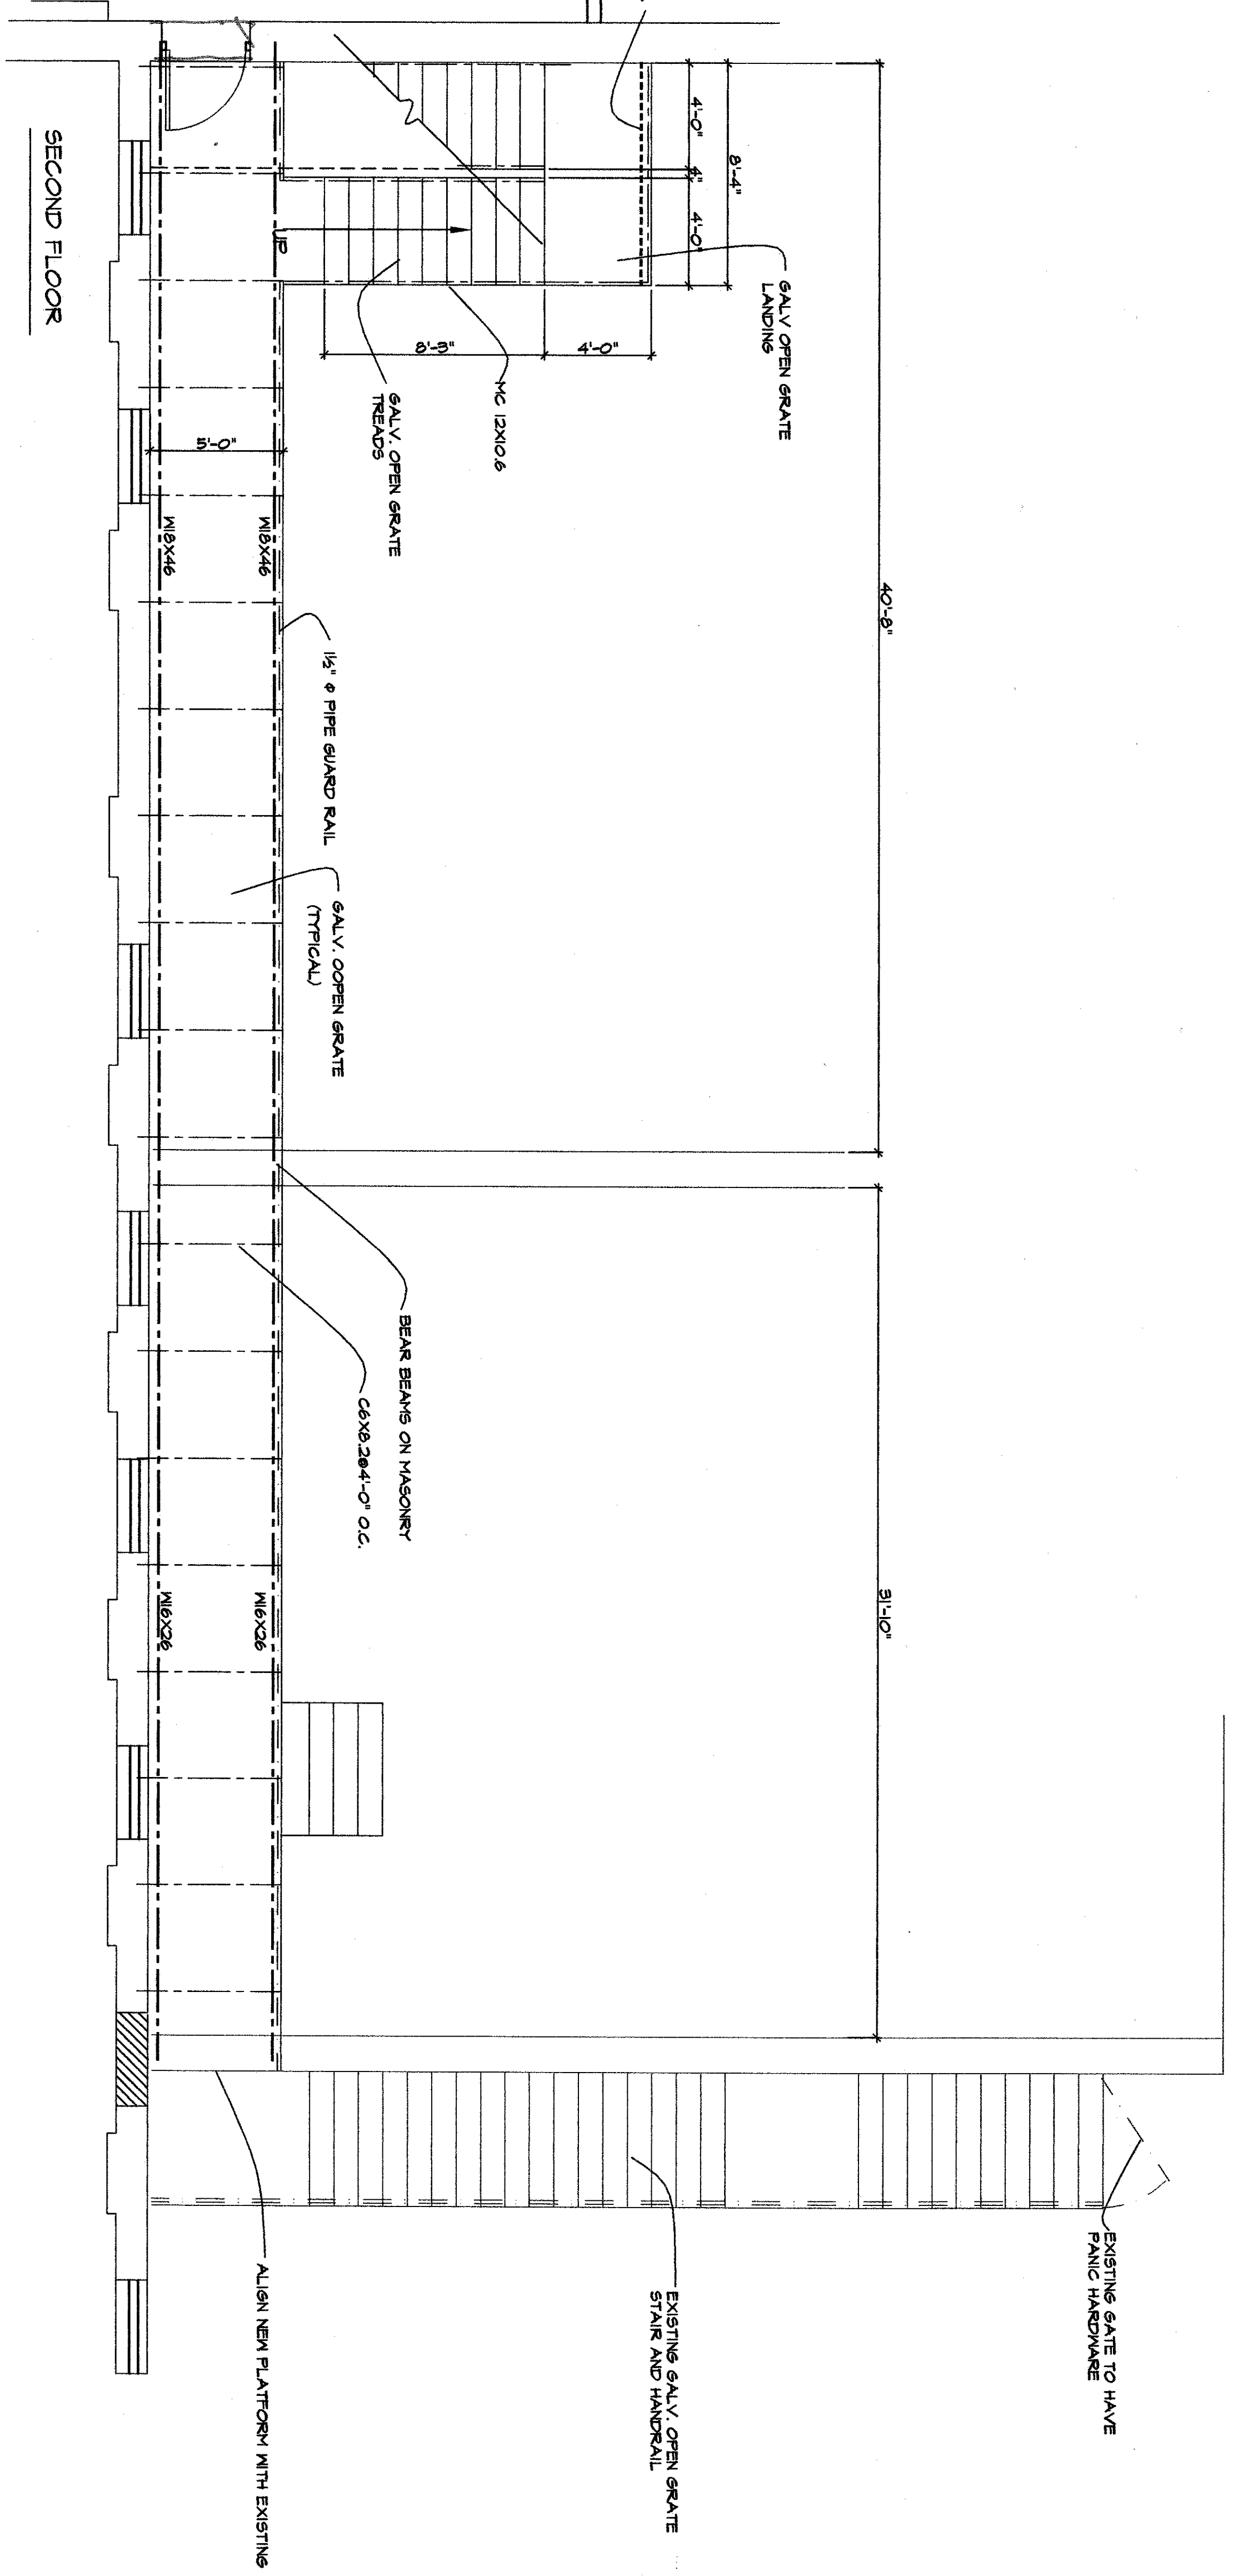 40'-8"
31'-10"
8'-4"
4'-0"
4"
4'-0"
GALV OPEN GRATE
LANDING
8'-3"
4'-0"
MC 12X10.6
GALV. OPEN GRATE
TREADS
UP
5'-0"
W18X46
W18X46
1½" Φ PIPE GUARD RAIL
GALV. OOPEN GRATE
(TYPICAL)
BEAR BEAMS ON MASONRY
C6X8.2@4'-0" O.C.
W16X26
W16X26
EXISTING GATE TO HAVE
PANIC HARDWARE
EXISTING GALV. OPEN GRATE
STAIR AND HANDRAIL
ALIGN NEW PLATFORM WITH EXISTING
SECOND FLOOR